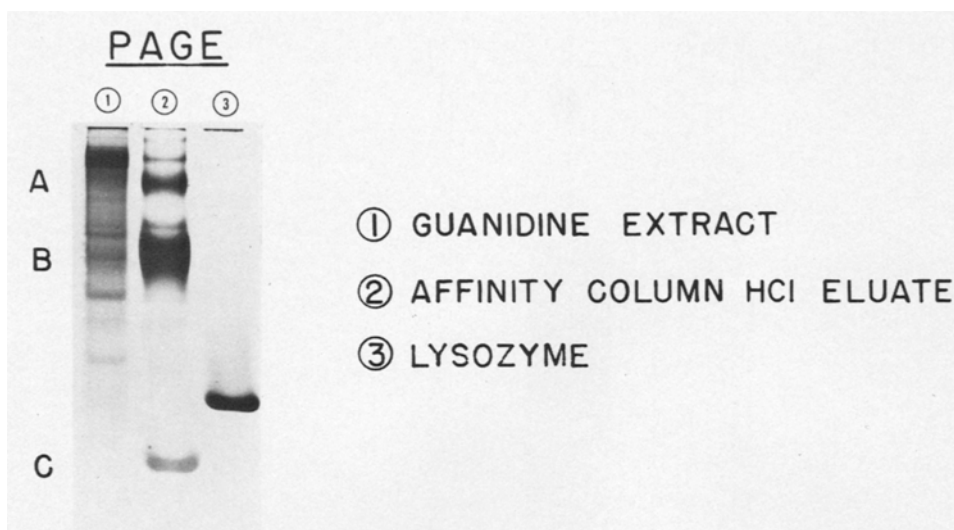 PAGE
① ② ③
A
B
C
① GUANIDINE EXTRACT
② AFFINITY COLUMN HCl ELUATE
③ LYSOZYME